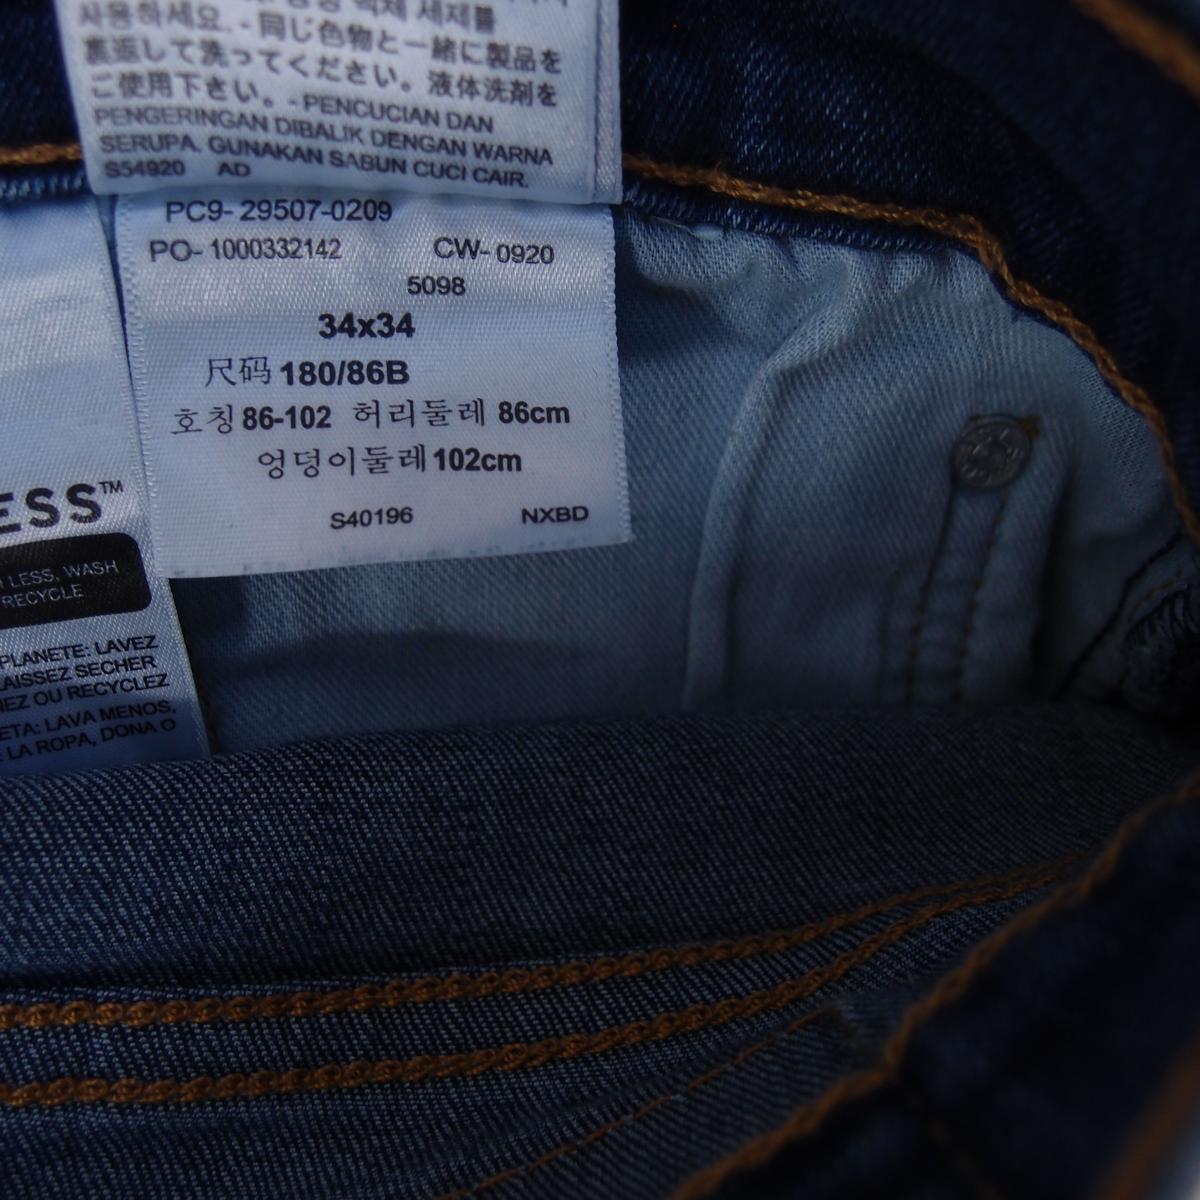 사용하세요. - 同じ色物と一緒に製品を
裏返して洗ってください。液体洗剤を
ご使用下さい。 - PENCUCIAN DAN
PENGERINGAN DIBALIK DENGAN WARNA
SERUPA. GUNAKAN SABUN CUCI CAIR.
S54920 AD
PC9- 29507-0209
PO- 1000332142 CW- 0920
5098
34x34
尺码 180/86B
호칭 86-102 허리둘레 86cm
엉덩이둘레 102cm
S40196 NXBD
ESS™
LESS, WASH
RECYCLE
PLANETE: LAVEZ
AISSEZ SECHER
NEZ OU RECYCLEZ
ETA: LAVA MENOS,
LA ROPA, DONA O